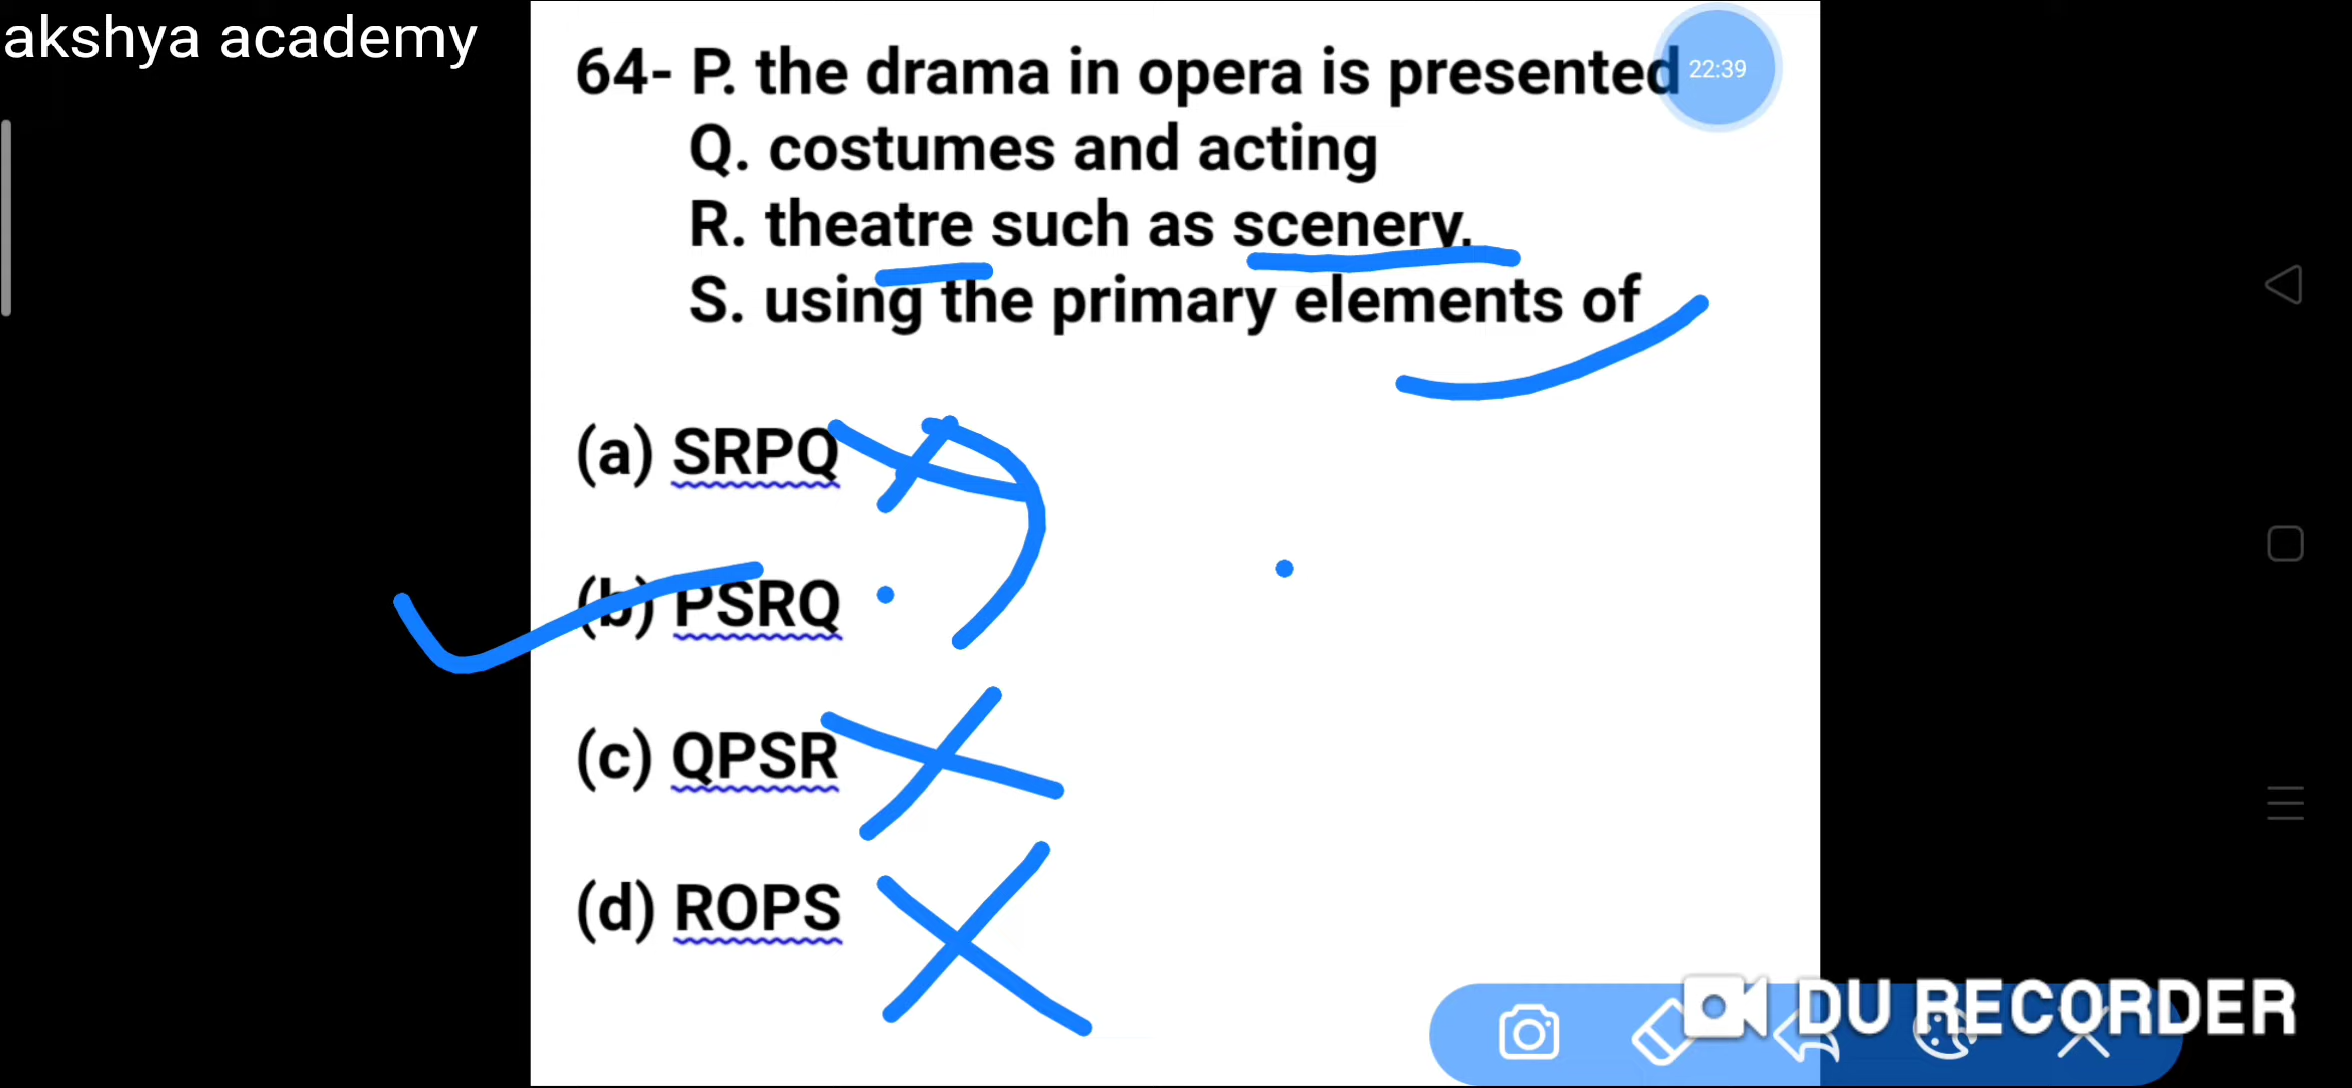 akshya academy
64- P. the drama in opera is presented
22:39
Q. costumes and acting
R. theatre such as scenery,
S. using the primary elements of
(a) SRPQ
(b) PSRQ
(c) QPSR
(d) ROPS
DU RECORDER